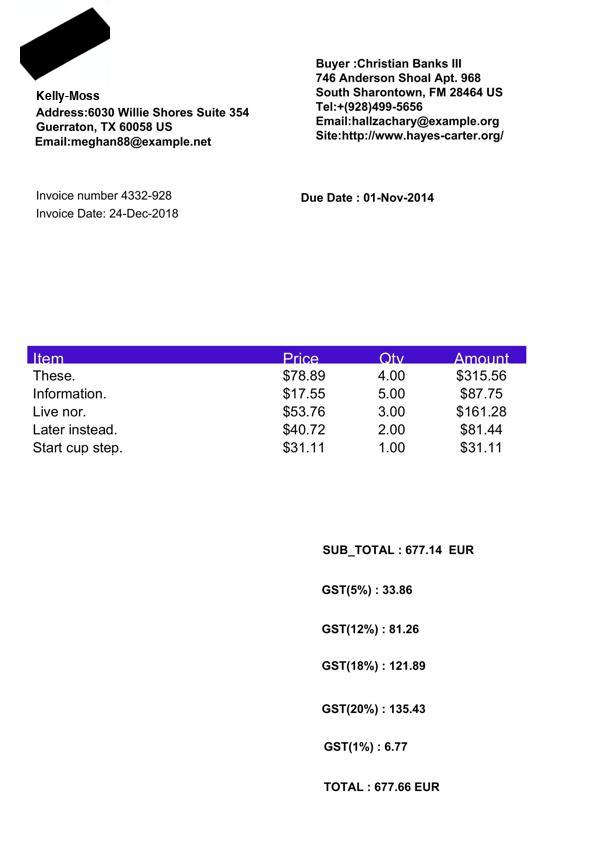 Kelly-Moss
Address:6030 Willie Shores Suite 354
Guerraton, TX 60058 US
Email:meghan88@example.net
Buyer :Christian Banks III
746 Anderson Shoal Apt. 968
South Sharontown, FM 28464 US
Tel:+(928)499-5656
Email:hallzachary@example.org
Site:http://www.hayes-carter.org/
Invoice number 4332-928
Invoice Date: 24-Dec-2018
Due Date : 01-Nov-2014
Item Price Qty Amount
These. $78.89 4.00 $315.56
Information. $17.55 5.00 $87.75
Live nor. $53.76 3.00 $161.28
Later instead. $40.72 2.00 $81.44
Start cup step. $31.11 1.00 $31.11
SUB_TOTAL : 677.14 EUR
GST(5%) : 33.86
GST(12%) : 81.26
GST(18%) : 121.89
GST(20%) : 135.43
GST(1%) : 6.77
TOTAL : 677.66 EUR